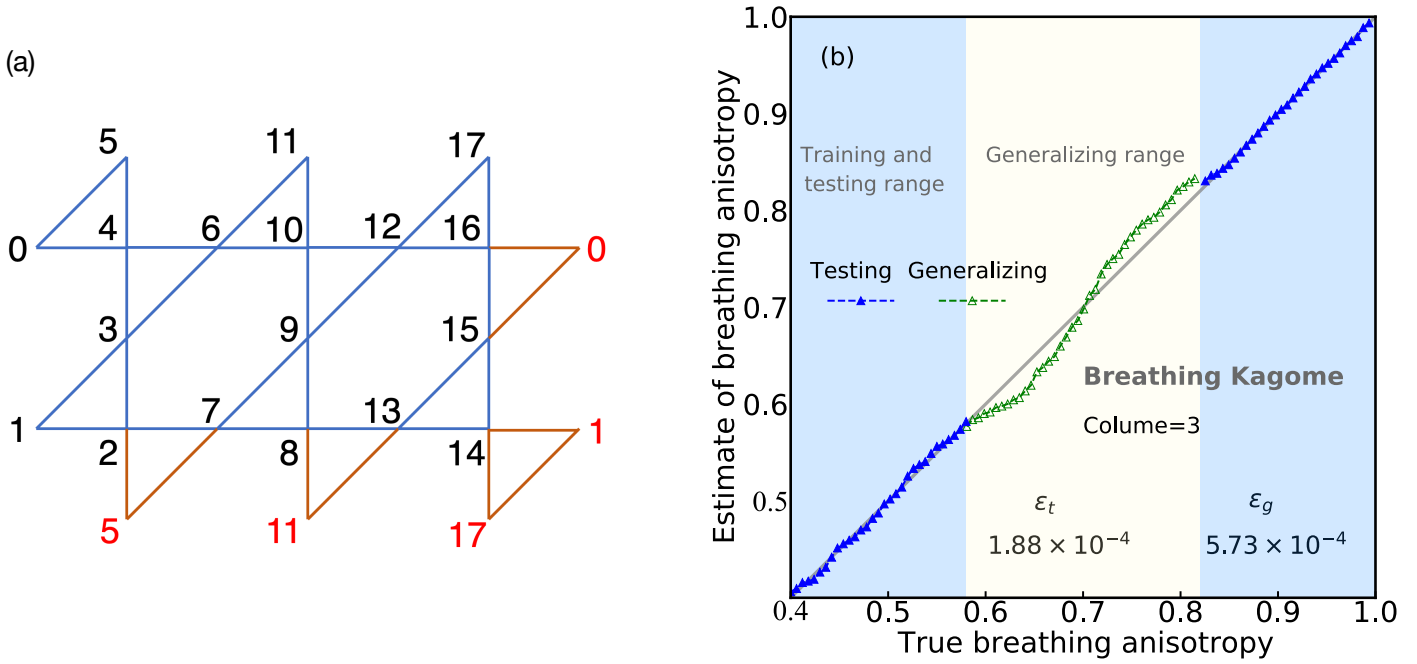 (a)
5 11 17
0 4 6 10 12 16 0
3 9 15
1 7 13 1
2 8 14
5 11 17
(b)
Estimate of breathing anisotropy
1.0
0.9
0.8
0.7
0.6
0.5
Training and
testing range
Generalizing range
Testing Generalizing
Breathing Kagome
Colume=3
εt εg
1.88 × 10⁻⁴ 5.73 × 10⁻⁴
0.4 0.5 0.6 0.7 0.8 0.9 1.0
True breathing anisotropy